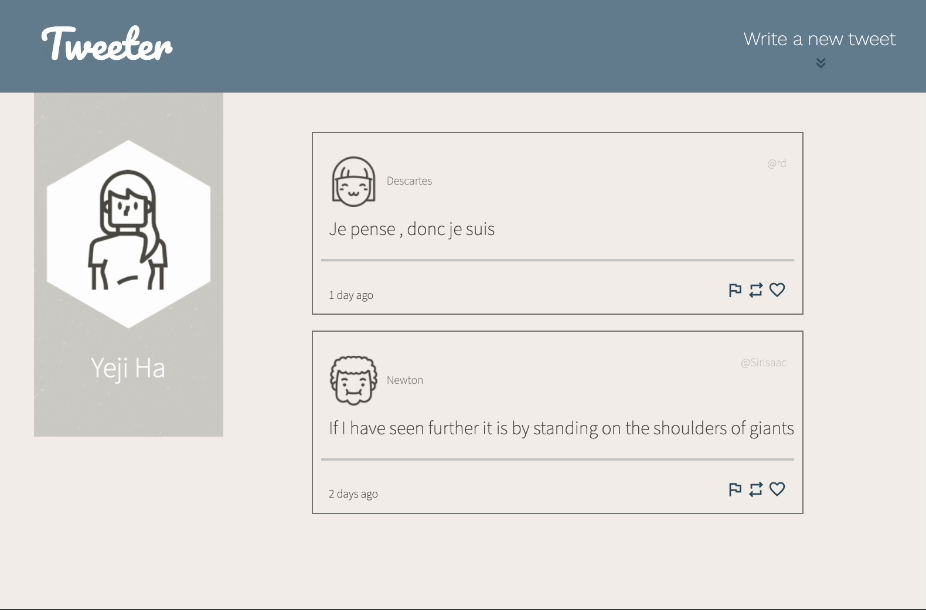 Tweeter
Write a new tweet
Yeji Ha
Descartes
@rd
Je pense , donc je suis
1 day ago
Newton
@SirIsaac
If I have seen further it is by standing on the shoulders of giants
2 days ago